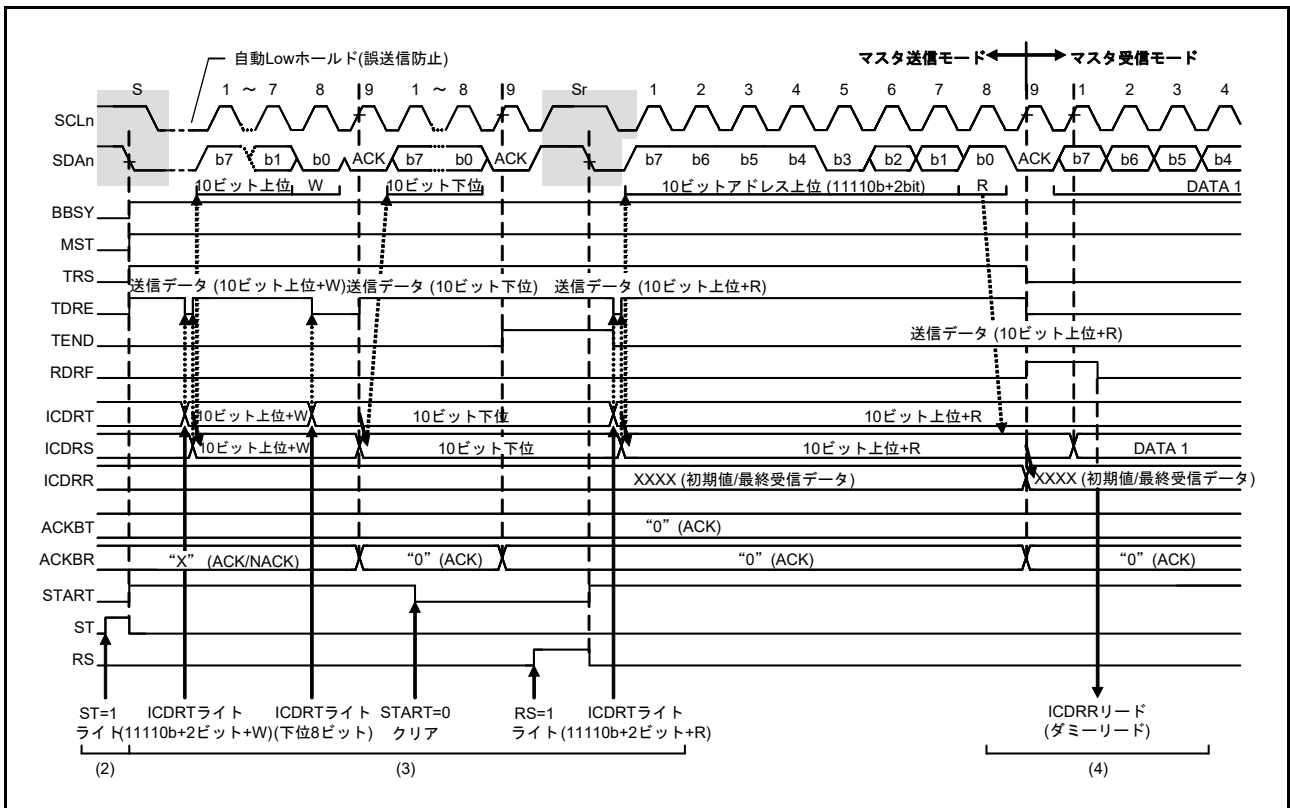 自動Lowホールド(誤送信防止)
マスタ送信モード マスタ受信モード
S 1 ～ 7 8 9 1 ～ 8 9 Sr 1 2 3 4 5 6 7 8 9 1 2 3 4
SCLn
SDAn b7 b1 b0 ACK b7 b0 ACK b7 b6 b5 b4 b3 b2 b1 b0 ACK b7 b6 b5 b4
10ビット上位 W 10ビット下位 10ビットアドレス上位 (11110b+2bit) R DATA 1
BBSY
MST
TRS
送信データ (10ビット上位+W) 送信データ (10ビット下位) 送信データ (10ビット上位+R)
TDRE
TEND 送信データ (10ビット上位+R)
RDRF
ICDRT 10ビット上位+W 10ビット下位 10ビット上位+R
ICDRS 10ビット上位+W 10ビット下位 10ビット上位+R DATA 1
ICDRR XXXX (初期値/最終受信データ) XXXX (初期値/最終受信データ)
ACKBT “0” (ACK)
ACKBR “X” (ACK/NACK) “0” (ACK) “0” (ACK) “0” (ACK)
START
ST
RS
ST=1 ICDRTライト ICDRTライト START=0 RS=1 ICDRTライト ICDRRリード
ライト (11110b+2ビット+W) (下位8ビット) クリア ライト (11110b+2ビット+R) (ダミーリード)
(2) (3) (4)